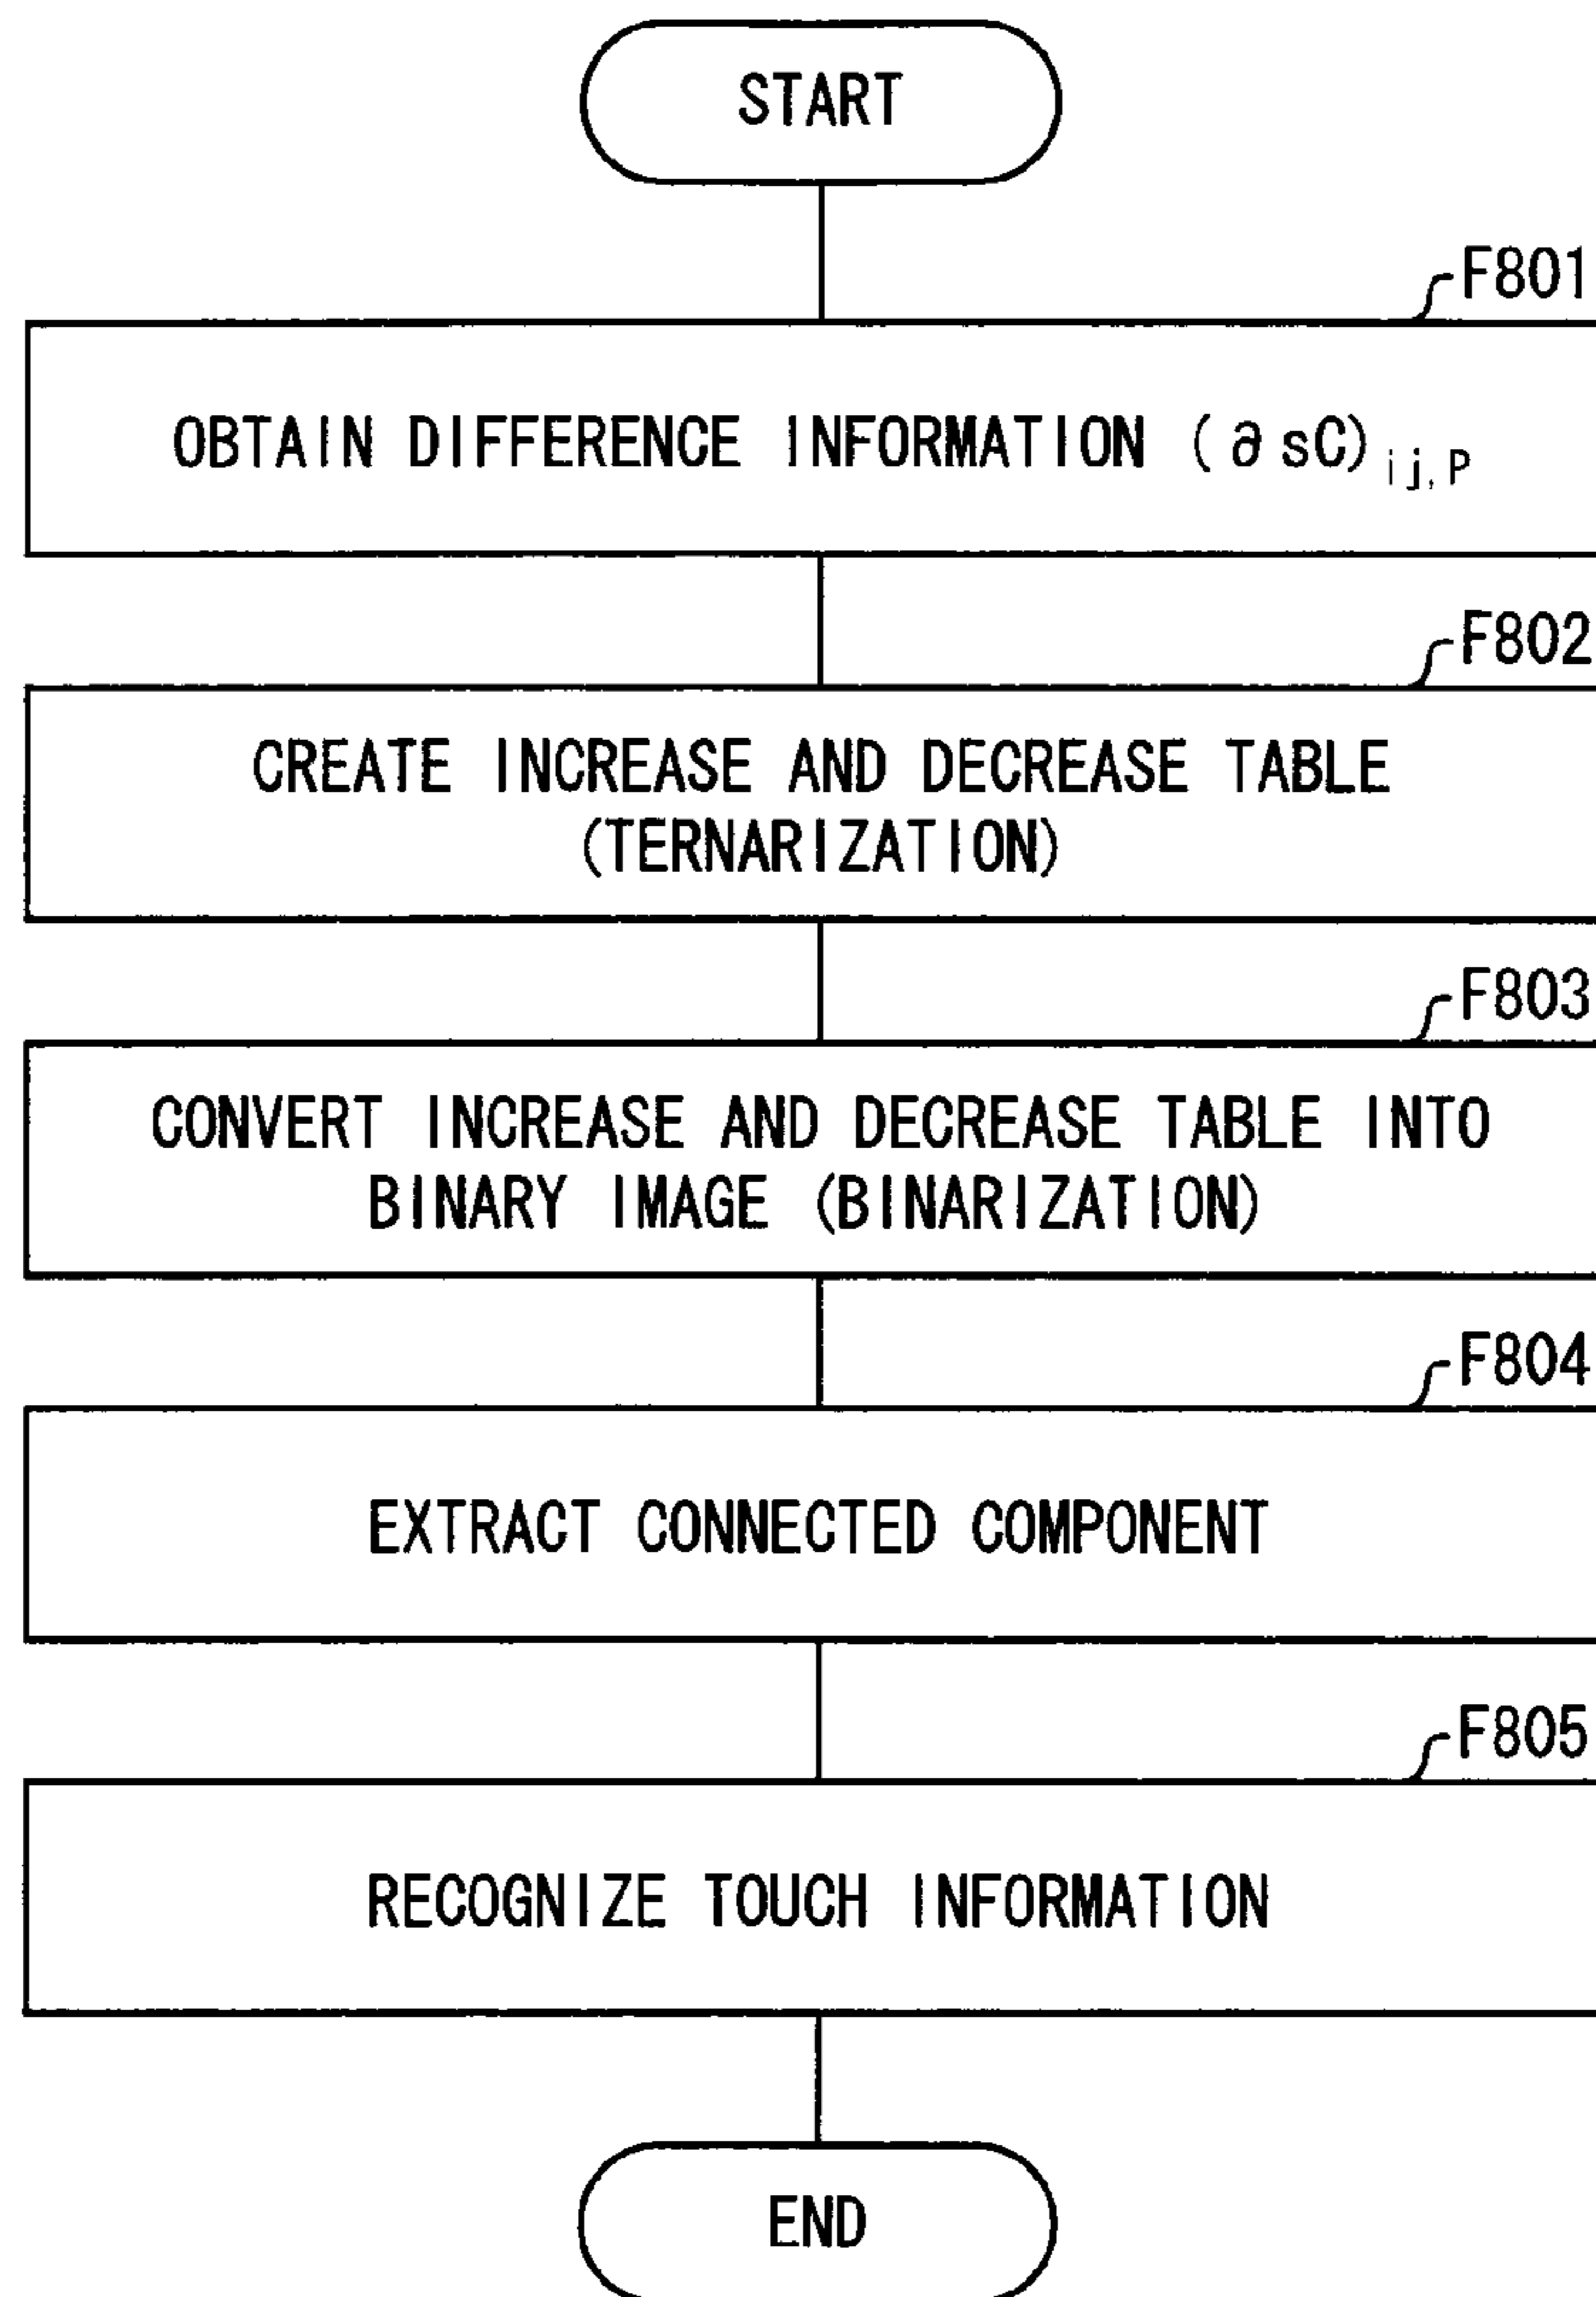 START
F801
OBTAIN DIFFERENCE INFORMATION (∂sC)ij,P
F802
CREATE INCREASE AND DECREASE TABLE
(TERNARIZATION)
F803
CONVERT INCREASE AND DECREASE TABLE INTO
BINARY IMAGE (BINARIZATION)
F804
EXTRACT CONNECTED COMPONENT
F805
RECOGNIZE TOUCH INFORMATION
END